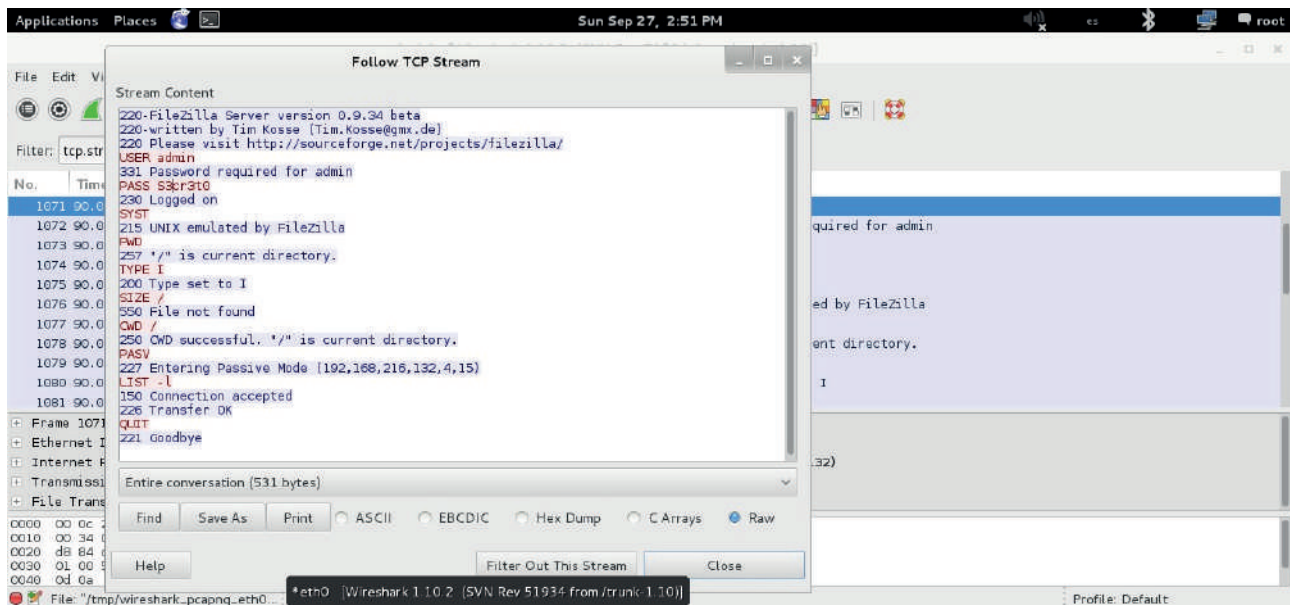 Applications Places Sun Sep 27, 2:51 PM es root
Follow TCP Stream
File Edit Vi
Stream Content
220-FileZilla Server version 0.9.34 beta
220-written by Tim Kosse (Tim.Kosse@gmx.de)
220 Please visit http://sourceforge.net/projects/filezilla/
USER admin
331 Password required for admin
PASS S3cr3t0
230 Logged on
SYST
215 UNIX emulated by FileZilla
PWD
257 "/" is current directory.
TYPE I
200 Type set to I
SIZE /
550 File not found
CWD /
250 CWD successful. "/" is current directory.
PASV
227 Entering Passive Mode (192,168,216,132,4,15)
LIST -l
150 Connection accepted
226 Transfer OK
QUIT
221 Goodbye
Filter: tcp.str
No. Time
1071 90.0
1072 90.0 quired for admin
1073 90.0
1074 90.0
1075 90.0
1076 90.0 ed by FileZilla
1077 90.0
1078 90.0 ent directory.
1079 90.0
1080 90.0 I
1081 90.0
Frame 1071
Ethernet I
Internet P .32)
Transmissi
File Trans
Entire conversation (531 bytes)
Find Save As Print ASCII EBCDIC Hex Dump C Arrays Raw
0000 00 0c 2
0010 00 34 0
0020 d8 84
0030 01 00 5
0040 0d 0a
Help Filter Out This Stream Close
*eth0 [Wireshark 1.10.2 (SVN Rev 51934 from /trunk-1.10)]
File: "/tmp/wireshark_pcapng_eth0... Profile: Default